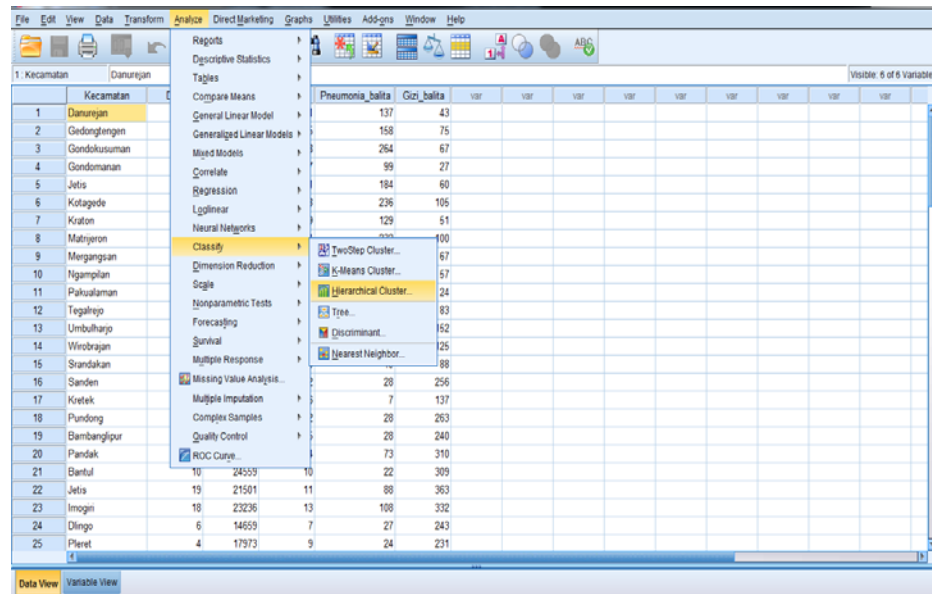 File Edit View Data Transform Analyze Direct Marketing Graphs Utilities Add-ons Window Help
1 : Kecamatan Danurejan Visible: 6 of 6 Variable
Kecamatan D Pneumonia_balita Gizi_balita var var var var var var var var
1 Danurejan 137 43
2 Gedongtengen 158 75
3 Gondokusuman 264 67
4 Gondomanan 99 27
5 Jetis 184 60
6 Kotagede 236 105
7 Kraton 129 51
8 Matrijeron 100
9 Mergangsan 67
10 Ngampilan 57
11 Pakualaman 24
12 Tegalrejo 83
13 Umbulharjo 152
14 Wirobrajan 125
15 Srandakan 88
16 Sanden 28 256
17 Kretek 7 137
18 Pundong 28 263
19 Bambanglipur 28 240
20 Pandak 73 310
21 Bantul 10 24559 10 22 309
22 Jetis 19 21501 11 88 363
23 Imogiri 18 23236 13 108 332
24 Dlingo 6 14659 7 27 243
25 Pleret 4 17973 9 24 231
Reports
Descriptive Statistics
Tables
Compare Means
General Linear Model
Generalized Linear Models
Mixed Models
Correlate
Regression
Loglinear
Neural Networks
Classify
Dimension Reduction
Scale
Nonparametric Tests
Forecasting
Survival
Multiple Response
Missing Value Analysis...
Multiple Imputation
Complex Samples
Quality Control
ROC Curve...
TwoStep Cluster...
K-Means Cluster...
Hierarchical Cluster...
Tree...
Discriminant...
Nearest Neighbor...
Data View Variable View